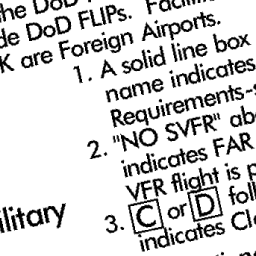 the DoD
de DoD FLIPs.
K are Foreign Airports.
1. A solid line box
name indicates
Requirements-s
2. "NO SVFR" ab
indicates FAR
VFR flight is p
ilitary
3. C or D foll
indicates Cl